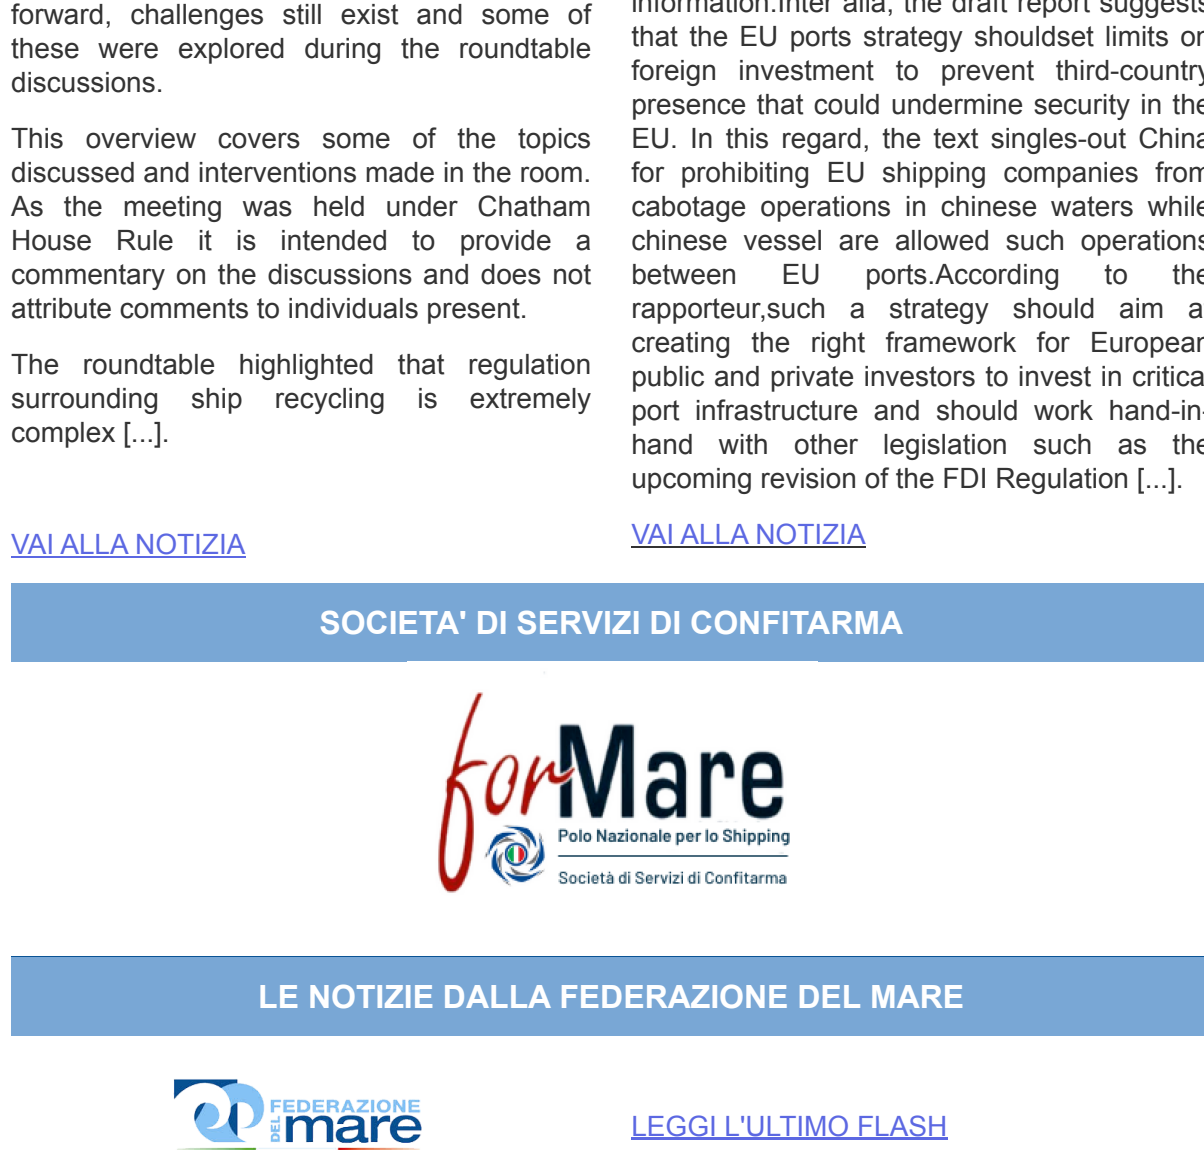 forward, challenges still exist and some of
these were explored during the roundtable
discussions.
This overview covers some of the topics
discussed and interventions made in the room.
As the meeting was held under Chatham
House Rule it is intended to provide a
commentary on the discussions and does not
attribute comments to individuals present.
The roundtable highlighted that regulation
surrounding ship recycling is extremely
complex [...].
VAI ALLA NOTIZIA
information.Inter alia, the draft report suggests
that the EU ports strategy shouldset limits on
foreign investment to prevent third-country
presence that could undermine security in the
EU. In this regard, the text singles-out China
for prohibiting EU shipping companies from
cabotage operations in chinese waters while
chinese vessel are allowed such operations
between EU ports.According to the
rapporteur,such a strategy should aim a
creating the right framework for European
public and private investors to invest in critica
port infrastructure and should work hand-in-
hand with other legislation such as the
upcoming revision of the FDI Regulation [...].
VAI ALLA NOTIZIA
SOCIETA' DI SERVIZI DI CONFITARMA
forMare
Polo Nazionale per lo Shipping
Società di Servizi di Confitarma
LE NOTIZIE DALLA FEDERAZIONE DEL MARE
FEDERAZIONE
DEL mare
LEGGI L'ULTIMO FLASH